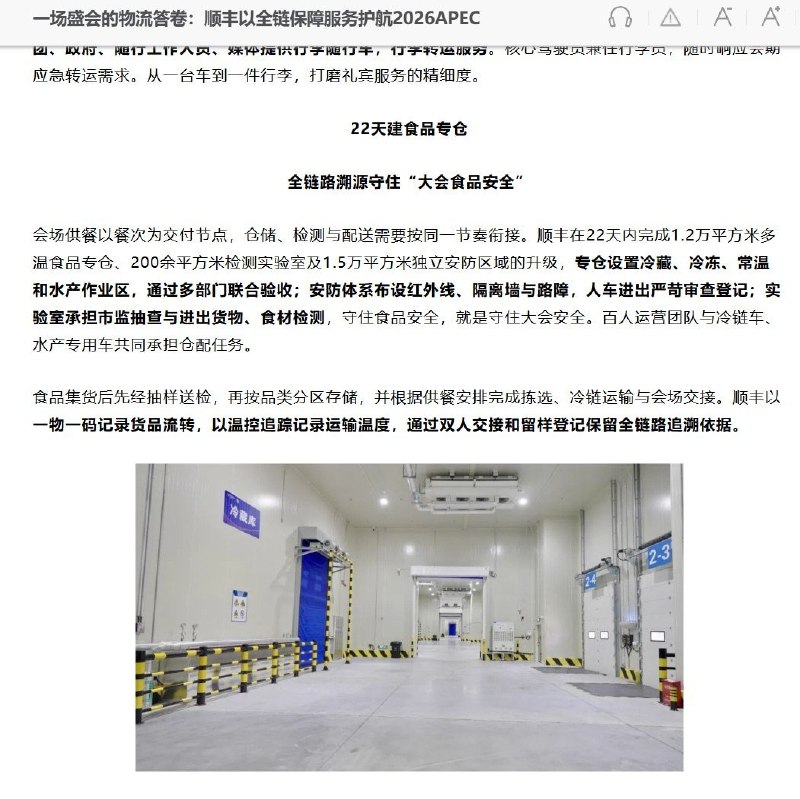 一场盛会的物流答卷：顺丰以全链保障服务护航2026APEC
团、政府、随行工作人员、媒体提供行李随行车，行李转运服务。核心驾驶员兼任行李员，随时响应会期
应急转运需求。从一台车到一件行李，打磨礼宾服务的精细度。
22天建食品专仓
全链路溯源守住“大会食品安全”
会场供餐以餐次为交付节点，仓储、检测与配送需要按同一节奏衔接。顺丰在22天内完成1.2万平方米多
温食品专仓、200余平方米检测实验室及1.5万平方米独立安防区域的升级，专仓设置冷藏、冷冻、常温
和水产作业区，通过多部门联合验收；安防体系布设红外线、隔离墙与路障，人车进出严苛审查登记；实
验室承担市监抽查与进出货物、食材检测，守住食品安全，就是守住大会安全。百人运营团队与冷链车、
水产专用车共同承担仓配任务。
食品集货后先经抽样送检，再按品类分区存储，并根据供餐安排完成拣选、冷链运输与会场交接。顺丰以
一物一码记录货品流转，以温控追踪记录运输温度，通过双人交接和留样登记保留全链路追溯依据。
冷藏库
2-4
2-3